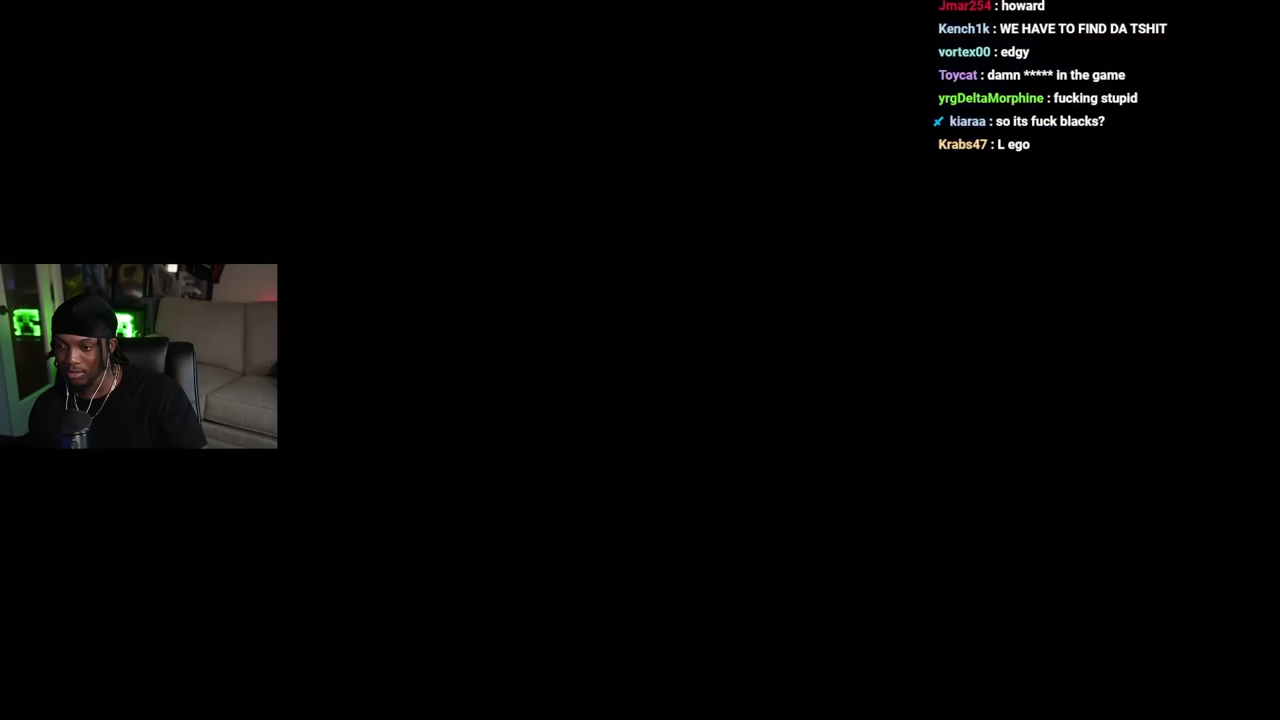 Jmar254 : howard
Kench1k : WE HAVE TO FIND DA TSHIT
vortex00 : edgy
Toycat : damn ***** in the game
yrgDeltaMorphine : fucking stupid
kiaraa : so its fuck blacks?
Krabs47 : L ego